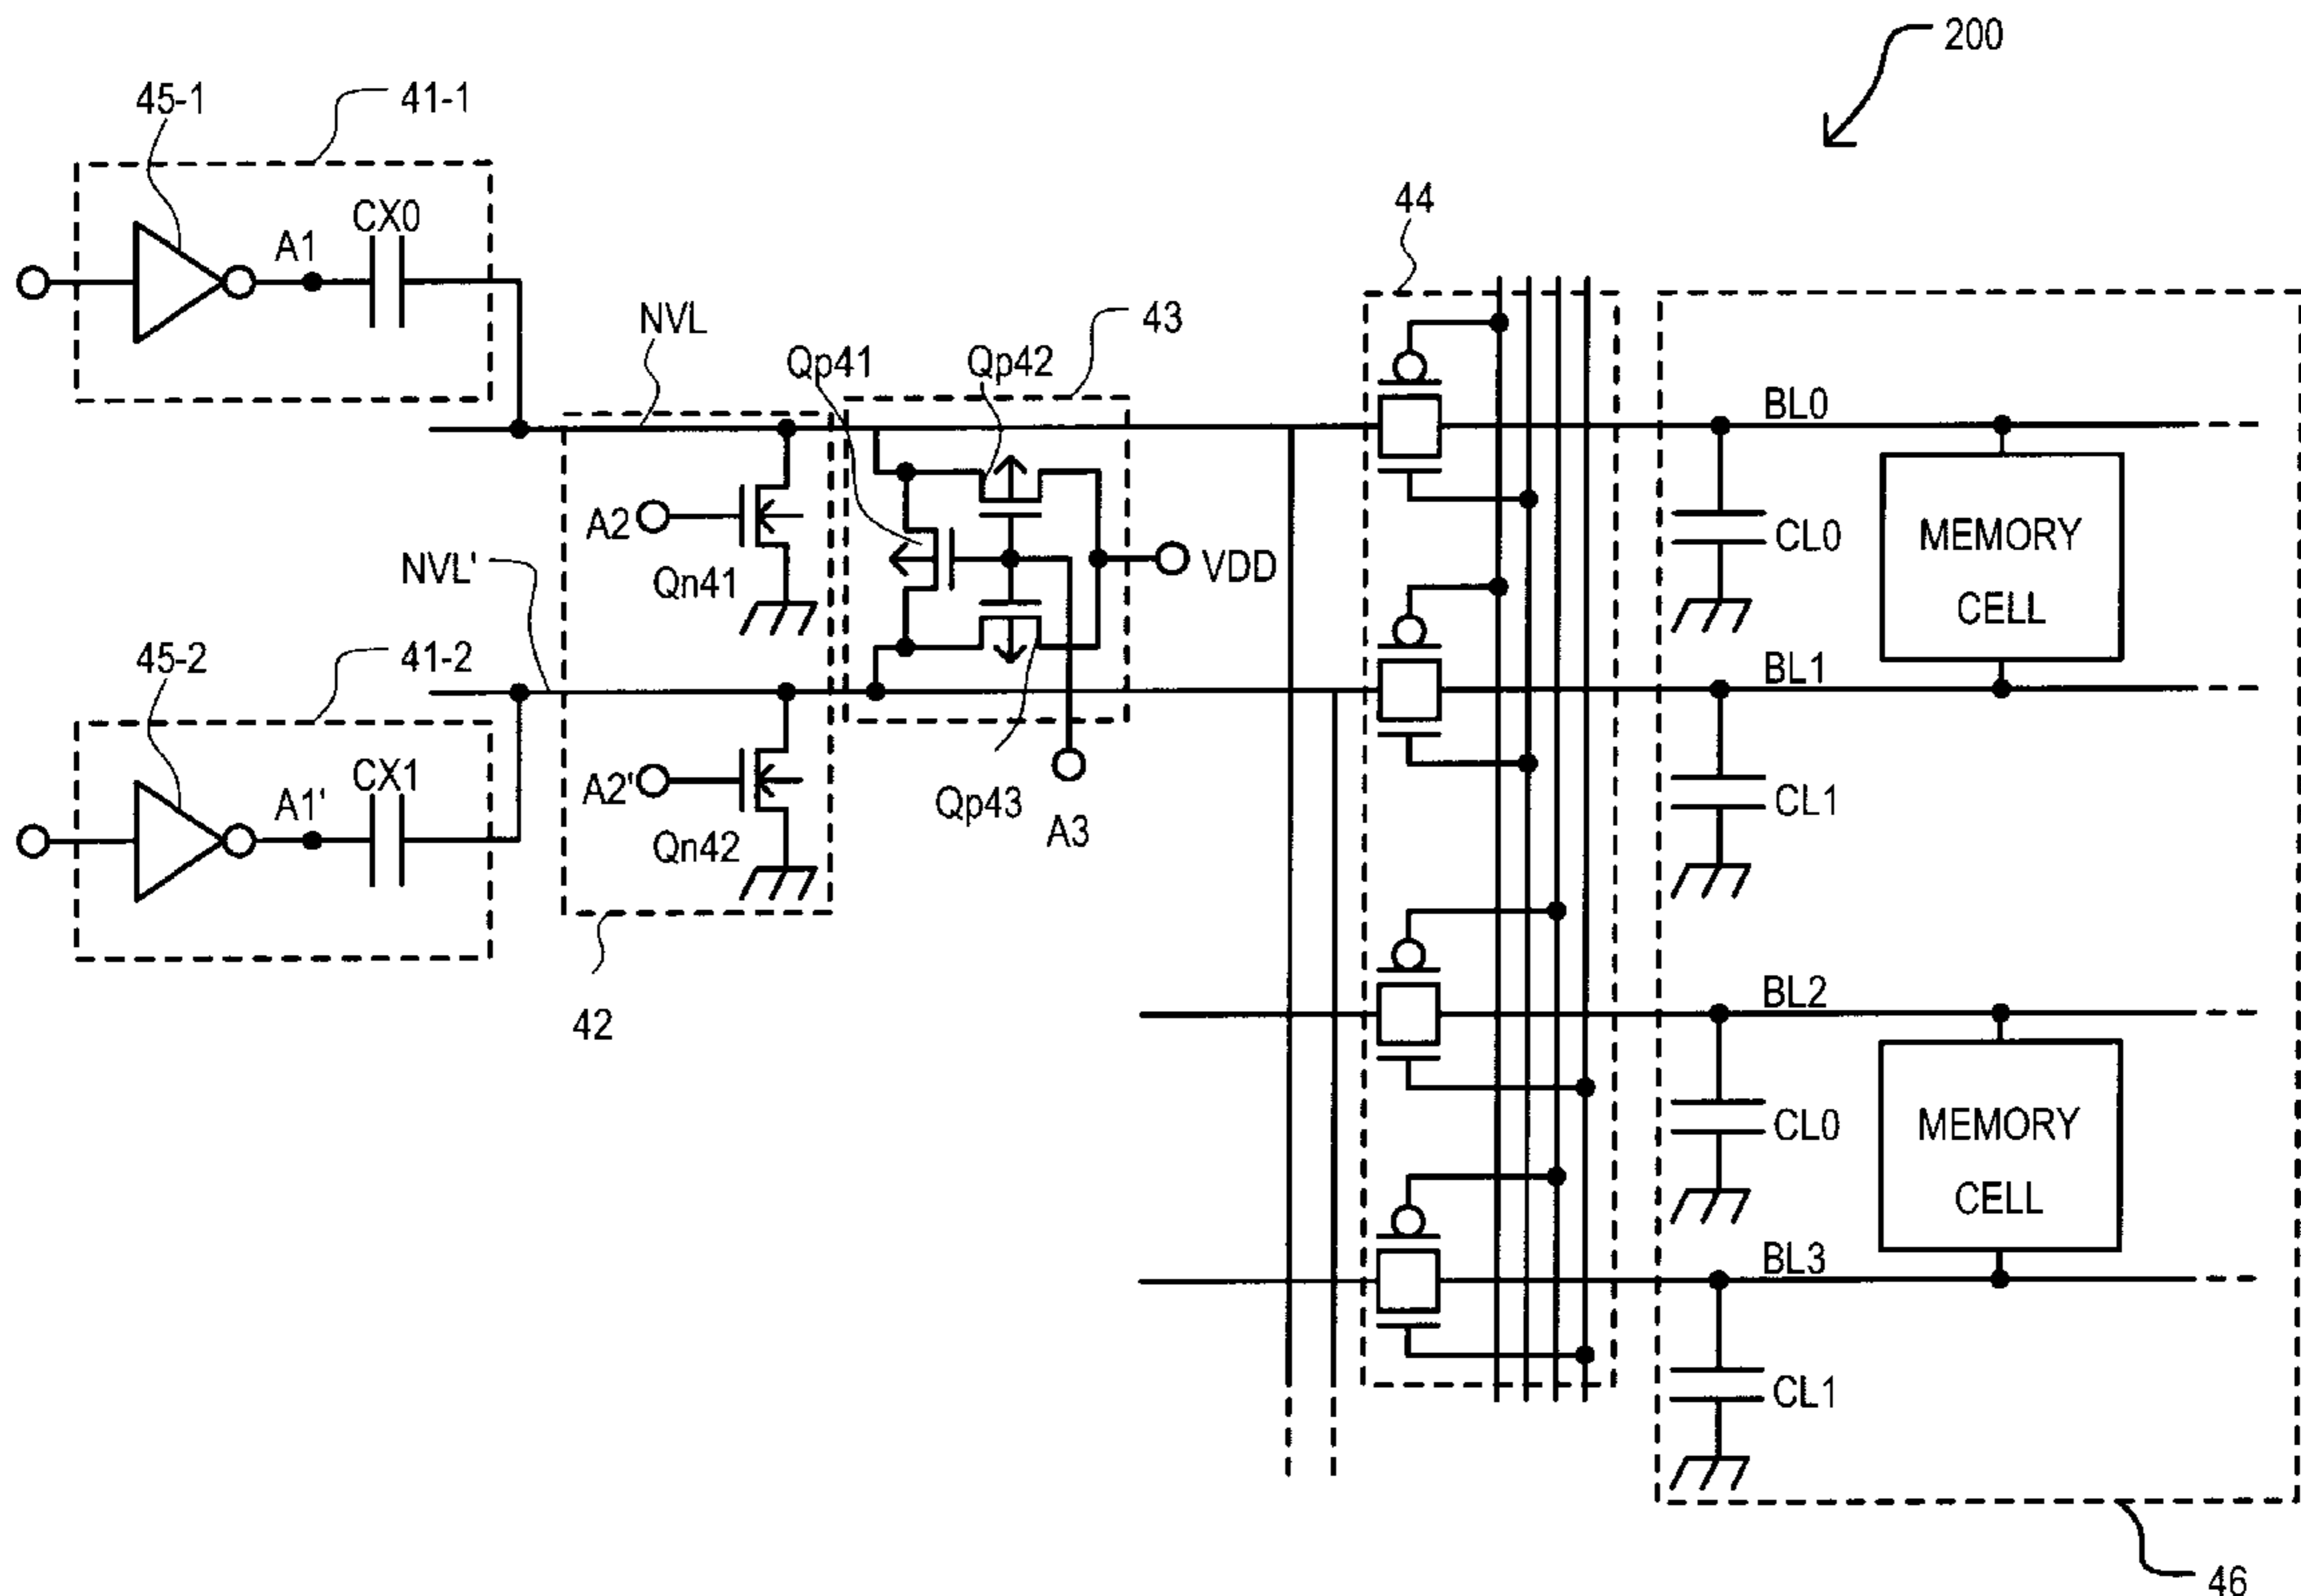 200
45-1
41-1
44
CX0
A1
NVL
43
Qp41
Qp42
BL0
A2
CL0
MEMORY
CELL
NVL'
VDD
Qn41
45-2
41-2
BL1
CX1
A1'
A2'
Qp43
CL1
A3
Qn42
BL2
42
CL0
MEMORY
CELL
BL3
CL1
46